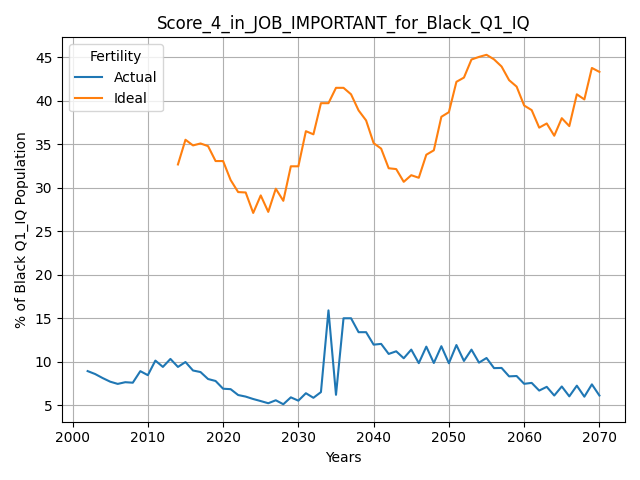 Score_4_in_JOB_IMPORTANT_for_Black_Q1_IQ
Fertility
Actual
Ideal
% of Black Q1_IQ Population
45
40
35
30
25
20
15
10
5
2000 2010 2020 2030 2040 2050 2060 2070
Years